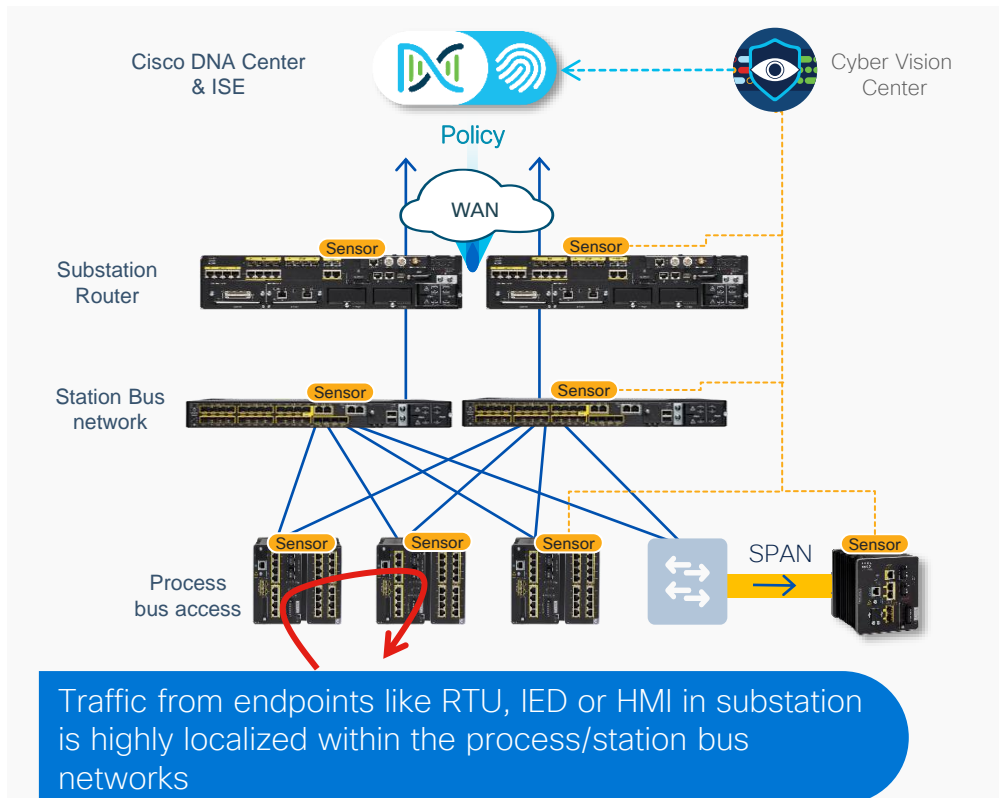 Cisco DNA Center
& ISE
Cyber Vision
Center
Policy
WAN
Sensor
Sensor
Substation
Router
Sensor
Sensor
Station Bus
network
Sensor
Sensor
Sensor
SPAN
Sensor
Process
bus access
Traffic from endpoints like RTU, IED or HMI in substation
is highly localized within the process/station bus
networks